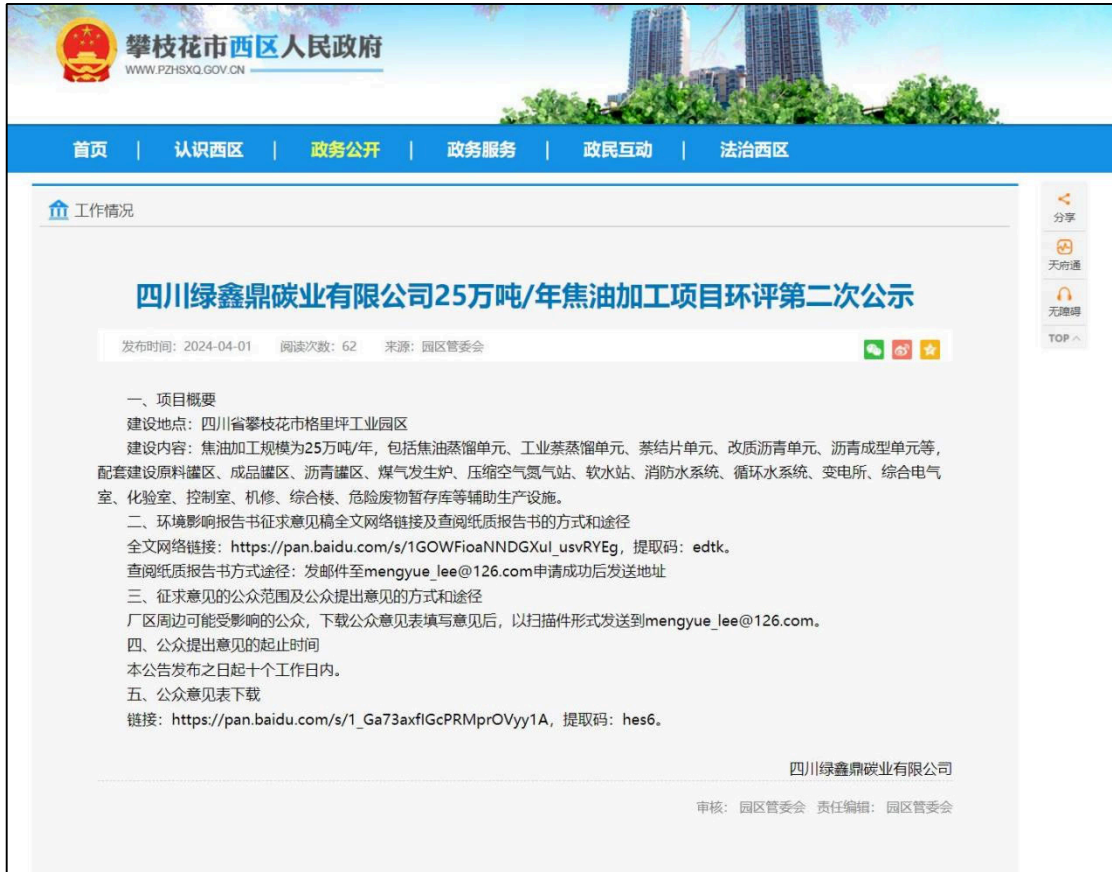 攀枝花市西区人民政府
WWW.PZHSXQ.GOV.CN
首页 | 认识西区 | 政务公开 | 政务服务 | 政民互动 | 法治西区
分享
天府通
无障碍
TOP
工作情况
四川绿鑫鼎碳业有限公司25万吨/年焦油加工项目环评第二次公示
发布时间：2024-04-01 阅读次数：62 来源：园区管委会
一、项目概要
建设地点：四川省攀枝花市格里坪工业园区
建设内容：焦油加工规模为25万吨/年，包括焦油蒸馏单元、工业萘蒸馏单元、萘结片单元、改质沥青单元、沥青成型单元等，
配套建设原料罐区、成品罐区、沥青罐区、煤气发生炉、压缩空气氮气站、软水站、消防水系统、循环水系统、变电所、综合电气
室、化验室、控制室、机修、综合楼、危险废物暂存库等辅助生产设施。
二、环境影响报告书征求意见稿全文网络链接及查阅纸质报告书的方式和途径
全文网络链接：https://pan.baidu.com/s/1GOWFioaNNDGXuI_usvRYEg，提取码：edtk。
查阅纸质报告书方式途径：发邮件至mengyue_lee@126.com申请成功后发送地址
三、征求意见的公众范围及公众提出意见的方式和途径
厂区周边可能受影响的公众，下载公众意见表填写意见后，以扫描件形式发送到mengyue_lee@126.com。
四、公众提出意见的起止时间
本公告发布之日起十个工作日内。
五、公众意见表下载
链接：https://pan.baidu.com/s/1_Ga73axflGcPRMprOVyy1A，提取码：hes6。
四川绿鑫鼎碳业有限公司
审核： 园区管委会 责任编辑： 园区管委会